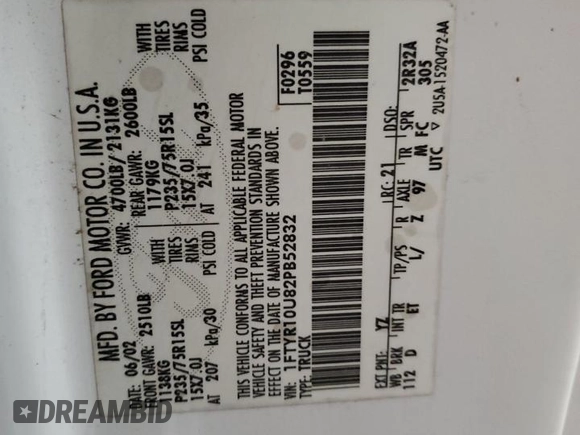 MFD. BY FORD MOTOR CO. IN U.S.A.
DATE: 06/02 GVWR: 4700LB/ 2131KG
FRONT GAWR: 2510LB REAR GAWR: 2600LB
1138KG WITH 1179KG WITH
P235/75R15SL TIRES P235/75R15SL TIRES
15X7.0J RIMS 15X7.0J RIMS
AT 207 kPa/30 PSI COLD AT 241 kPa/35 PSI COLD
THIS VEHICLE CONFORMS TO ALL APPLICABLE FEDERAL MOTOR
VEHICLE SAFETY AND THEFT PREVENTION STANDARDS IN
EFFECT ON THE DATE OF MANUFACTURE SHOWN ABOVE.
VIN: 1FTYR10U82PB52832 F0296
TYPE: TRUCK T0559
EXT PNT: YZ RC: 21 DSO:
WB BRK INT TR TP/PS R AXLE TR SPR 2R32A
112 D ET L/ Z 97 M FC 305
UTC ▽ 2U5A-1520472-AA
DREAMBID